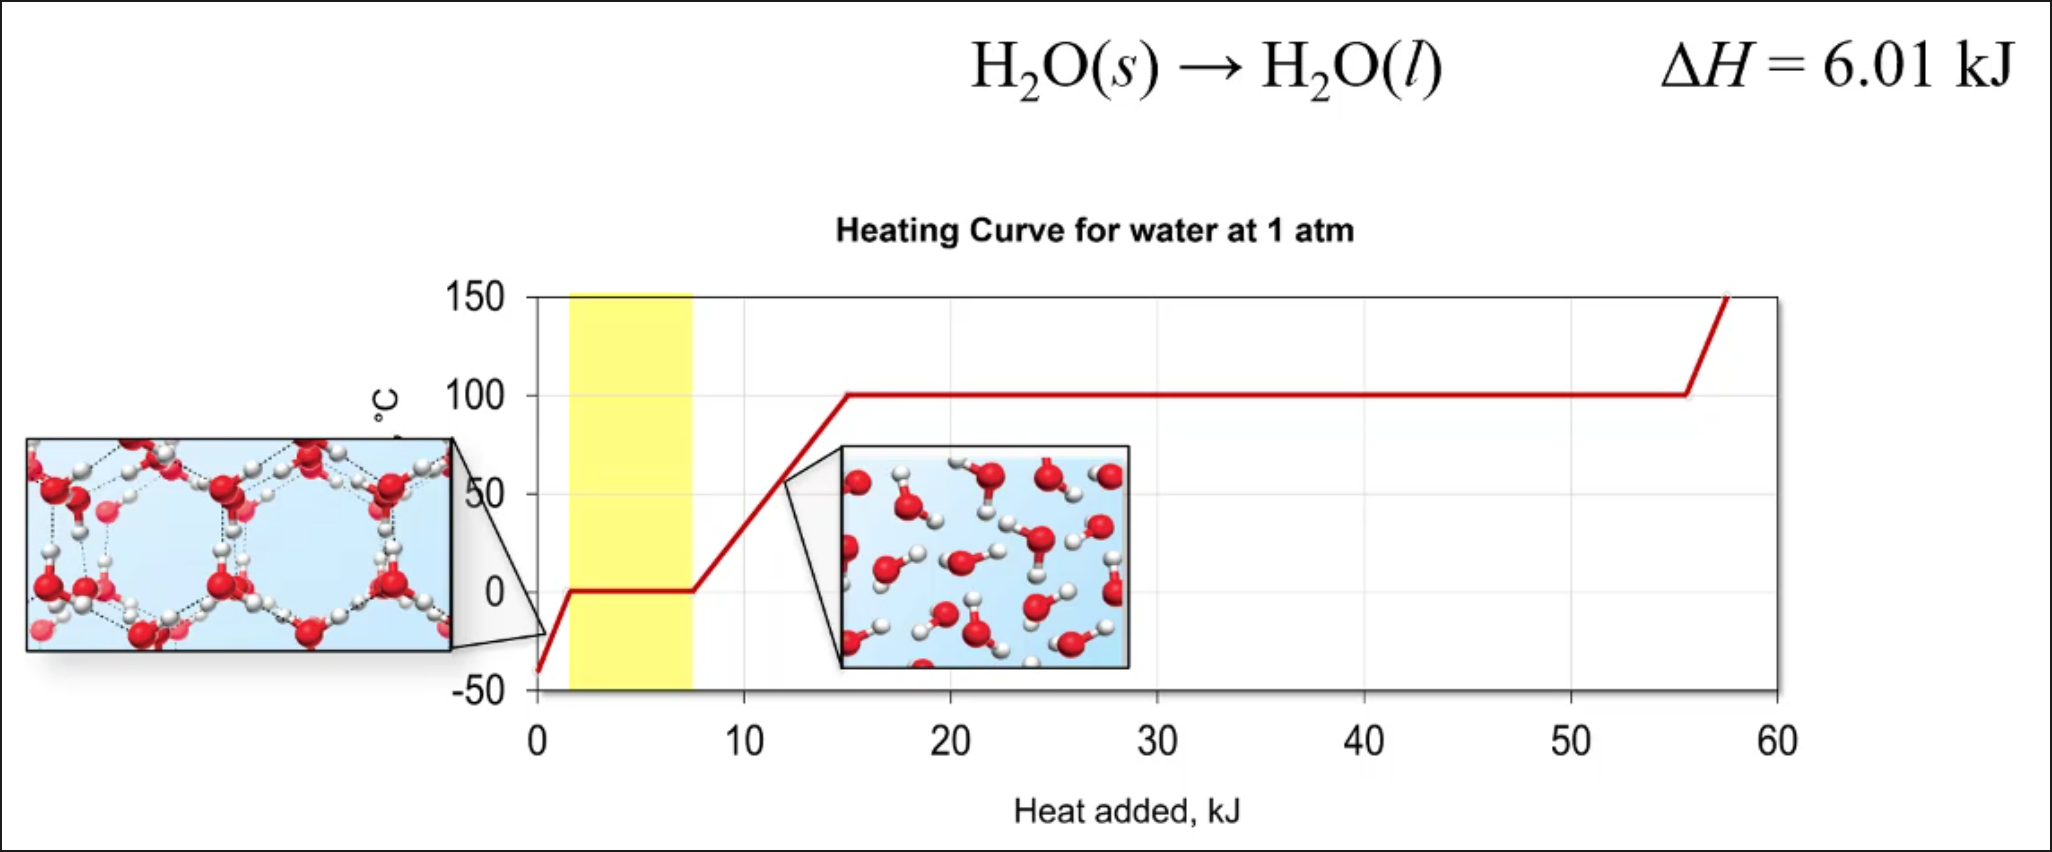 H₂O(s) → H₂O(l) ΔH = 6.01 kJ
Heating Curve for water at 1 atm
150
100
50
0
-50
°C
0 10 20 30 40 50 60
Heat added, kJ